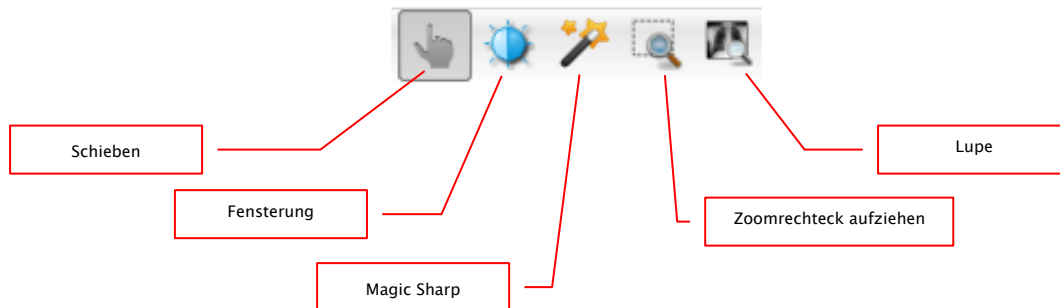 Schieben
Lupe
Fensterung
Zoomrechteck aufziehen
Magic Sharp